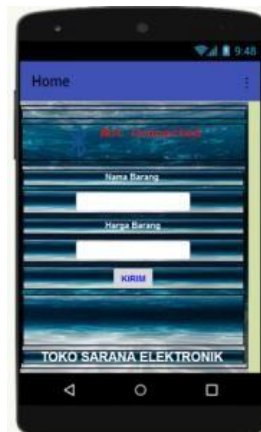 9:48
Home
Nama Barang
Harga Barang
KIRIM
TOKO SARANA ELEKTRONIK